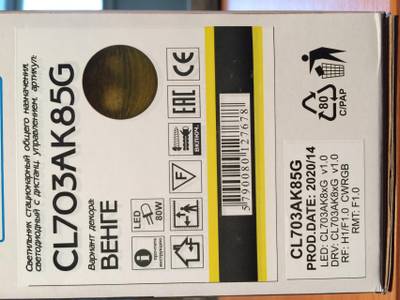 Светильник стационарный общего назначения,
светодиодный с дистанц. управлением, артикул:
CL703AK85G
Вариант декора:
ВЕНГЕ
LED
80W
F
EAC
CE
5790080127678
80
C/PAP
CL703AK85G
PROD.DATE: 2020/14
LED: CL703AK8xG v1.0
DRV: CL703AK8xG v1.0
RF: H1/F1.0 CWRGB
RMT: F1.0